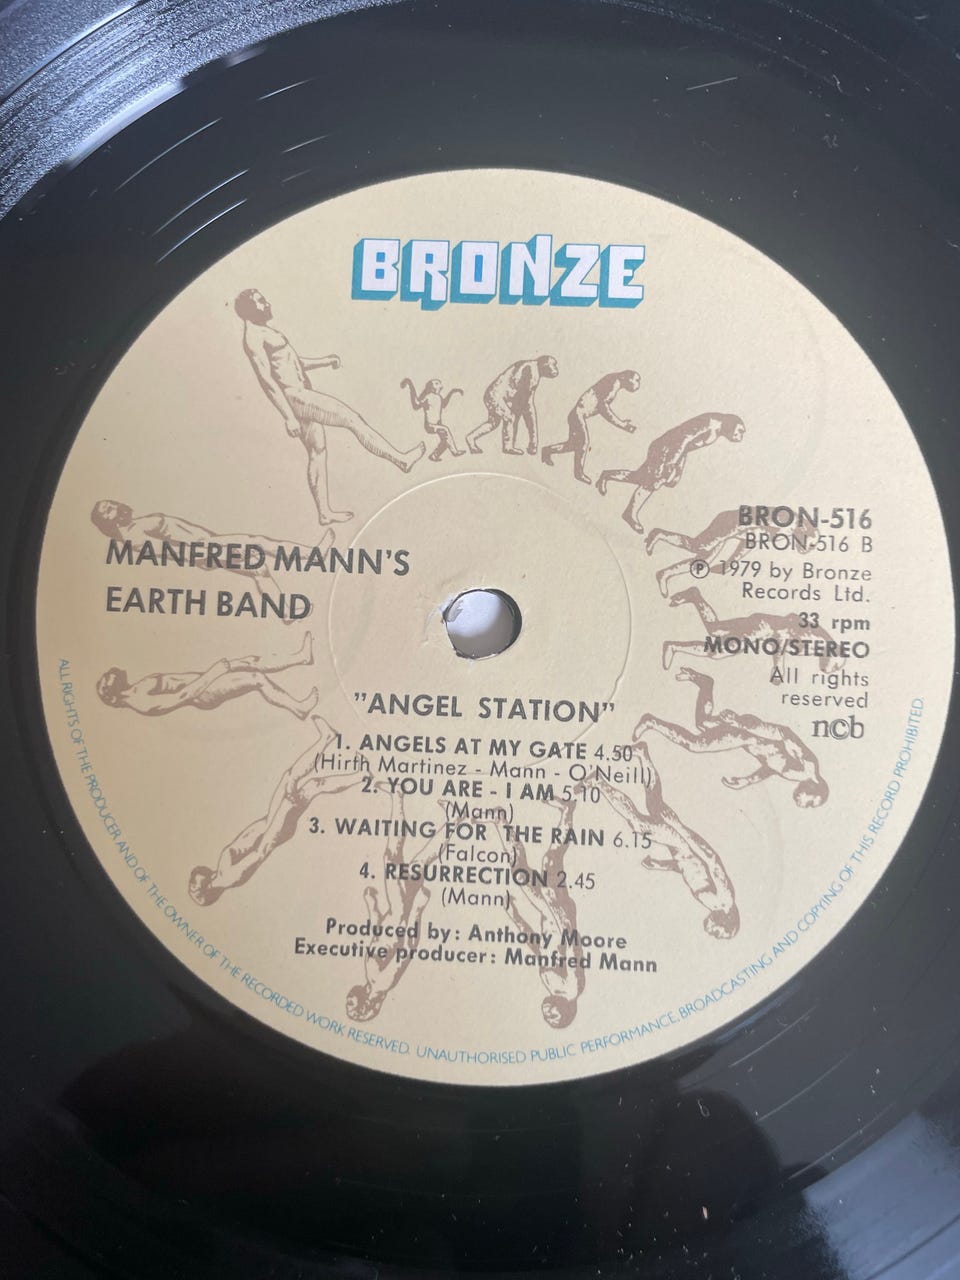 BRONZE
MANFRED MANN'S
EARTH BAND
BRON-516
BRON-516 B
Ⓟ 1979 by Bronze
Records Ltd.
33 rpm
MONO/STEREO
All rights
reserved
ncb
"ANGEL STATION"
1. ANGELS AT MY GATE 4.50
(Hirth Martinez - Mann - O'Neill)
2. YOU ARE - I AM 5.10
(Mann)
3. WAITING FOR THE RAIN 6.15
(Falcon)
4. RESURRECTION 2.45
(Mann)
Produced by: Anthony Moore
Executive producer: Manfred Mann
ALL RIGHTS OF THE PRODUCER AND OF THE OWNER OF THE RECORDED WORK RESERVED. UNAUTHORISED PUBLIC PERFORMANCE, BROADCASTING AND COPYING OF THIS RECORD PROHIBITED.